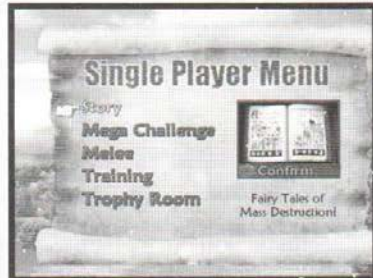 Single Player Menu
Story
Mega Challenge
Melee
Training
Trophy Room
Confirm
Fairy Tales of
Mass Destruction!